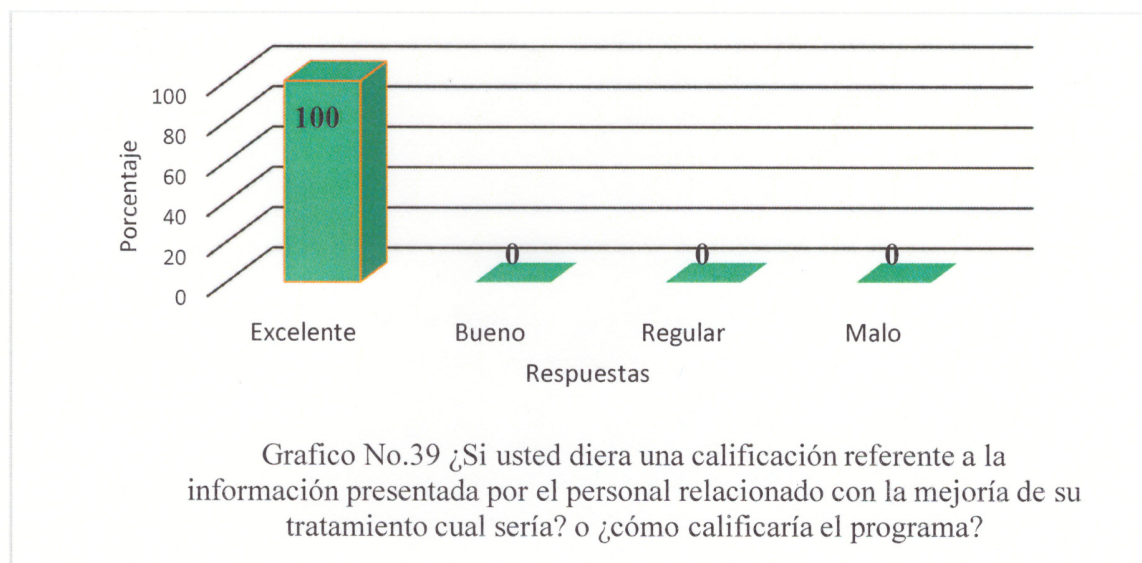 100
80
60
40
20
0
Porcentaje
100
0
0
0
Excelente
Bueno
Regular
Malo
Respuestas
Grafico No.39 ¿Si usted diera una calificación referente a la
información presentada por el personal relacionado con la mejoría de su
tratamiento cual sería? o ¿cómo calificaría el programa?